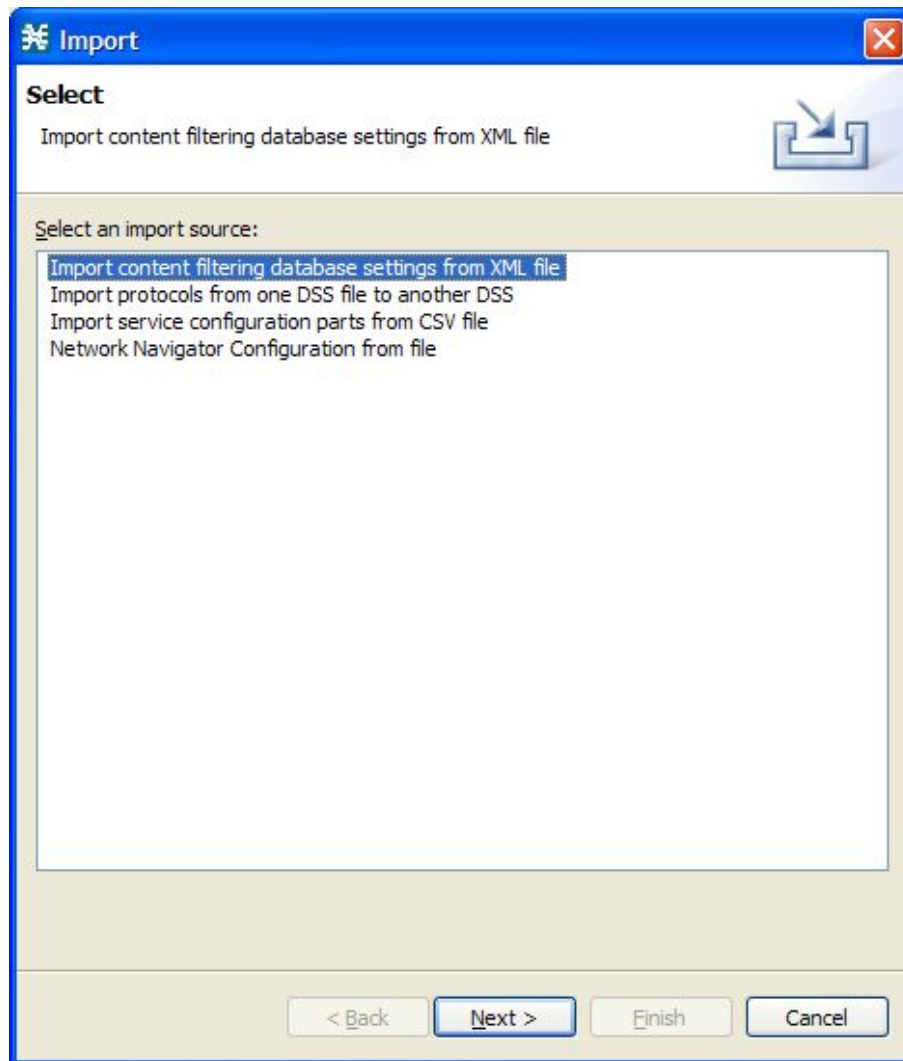 Import
Select
Import content filtering database settings from XML file
Select an import source:
Import content filtering database settings from XML file
Import protocols from one DSS file to another DSS
Import service configuration parts from CSV file
Network Navigator Configuration from file
< Back
Next >
Finish
Cancel